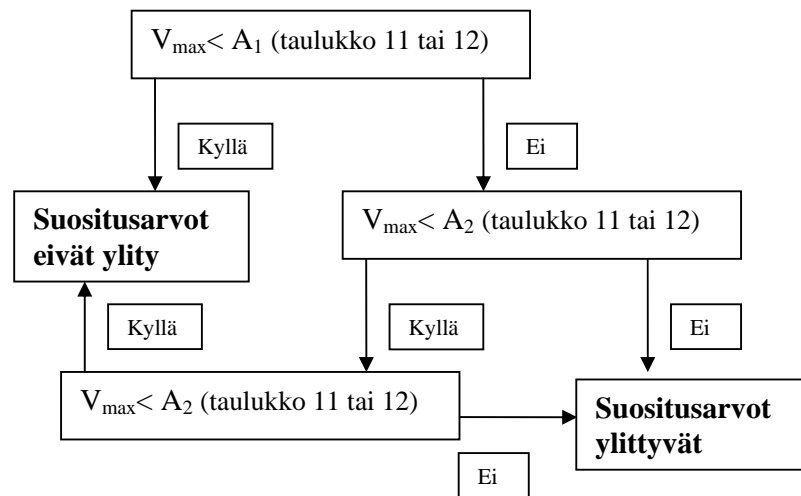 Vmax< A1 (taulukko 11 tai 12)
Kyllä
Ei
Suositusarvot
eivät ylity
Vmax< A2 (taulukko 11 tai 12)
Kyllä
Kyllä
Ei
Vmax< A2 (taulukko 11 tai 12)
Suositusarvot
ylittyvät
Ei